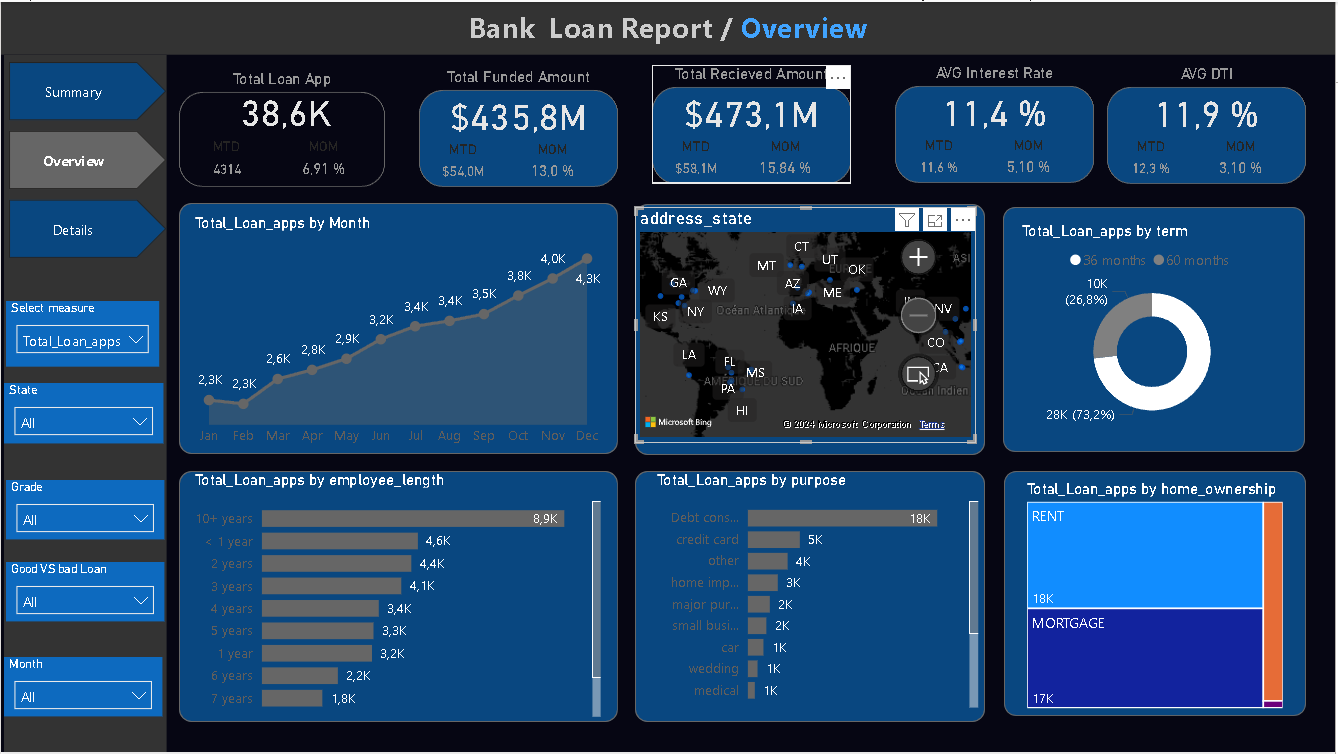 Bank Loan Report / Overview
Summary
Overview
Details
Select measure
Total_Loan_apps
State
All
Grade
All
Good VS bad Loan
All
Month
All
Total Loan App
38,6K
MTD MOM
4314 6,91 %
Total Funded Amount
$435,8M
MTD MOM
$54,0M 13,0 %
Total Recieved Amount
$473,1M
MTD MOM
$58,1M 15,84 %
AVG Interest Rate
11,4 %
MTD MOM
11,6 % 5,10 %
AVG DTI
11,9 %
MTD MOM
12,3 % 3,10 %
Total_Loan_apps by Month
2,3K 2,3K 2,6K 2,8K 2,9K 3,2K 3,4K 3,4K 3,5K 3,8K 4,0K 4,3K
Jan Feb Mar Apr May Jun Jul Aug Sep Oct Nov Dec
address_state
CT
MT UT OK
GA WY AZ ME
KS NY IA NV
Océan Atlantique
LA FL MS CO CA
AFRIQUE
AMÉRIQUE DU SUD
PA
HI
Océan Indien
Microsoft Bing
© 2024 Microsoft Corporation Terms
Total_Loan_apps by term
36 months 60 months
10K
(26,8%)
28K (73,2%)
Total_Loan_apps by employee_length
10+ years 8,9K
< 1 year 4,6K
2 years 4,4K
3 years 4,1K
4 years 3,4K
5 years 3,3K
1 year 3,2K
6 years 2,2K
7 years 1,8K
Total_Loan_apps by purpose
Debt cons... 18K
credit card 5K
other 4K
home imp... 3K
major pur... 2K
small busi... 2K
car 1K
wedding 1K
medical 1K
Total_Loan_apps by home_ownership
RENT
18K
MORTGAGE
17K